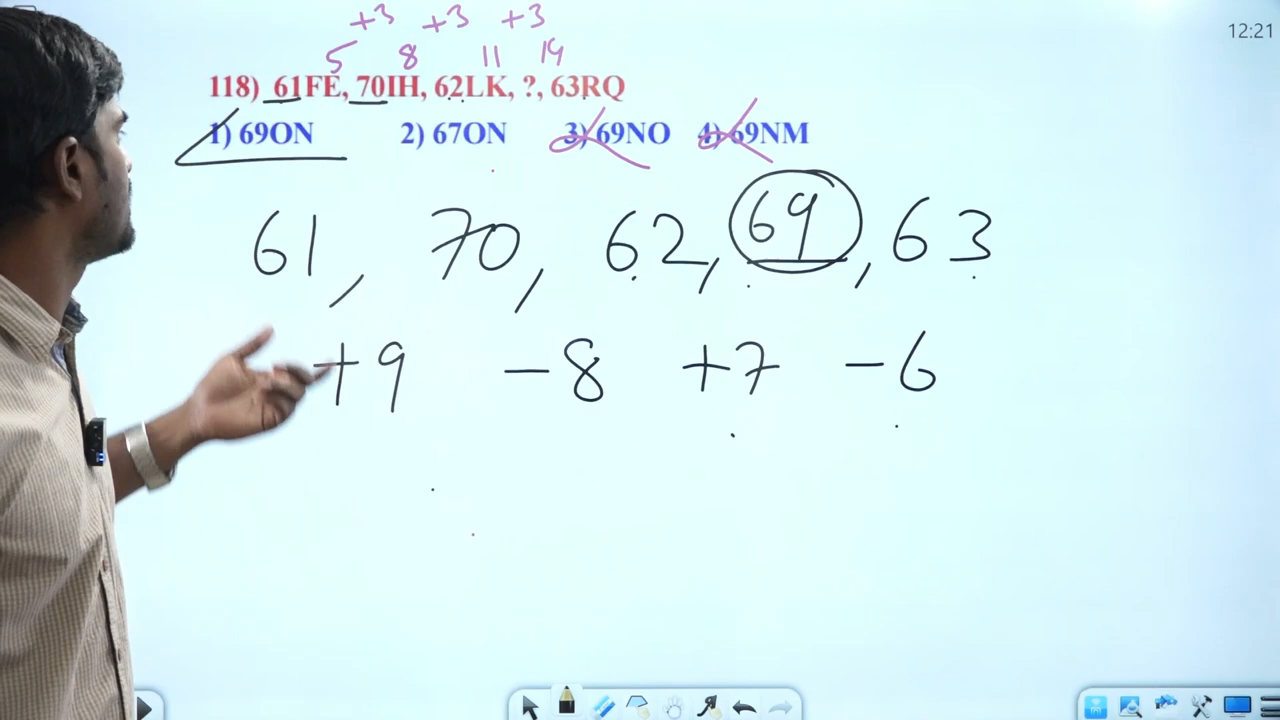 12:21
+3 +3 +3
5 8 11 14
118) 61FE, 70IH, 62LK, ?, 63RQ
1) 69ON 2) 67ON 3) 69NO 4) 69NM
61, 70, 62, 69, 63
+9 -8 +7 -6